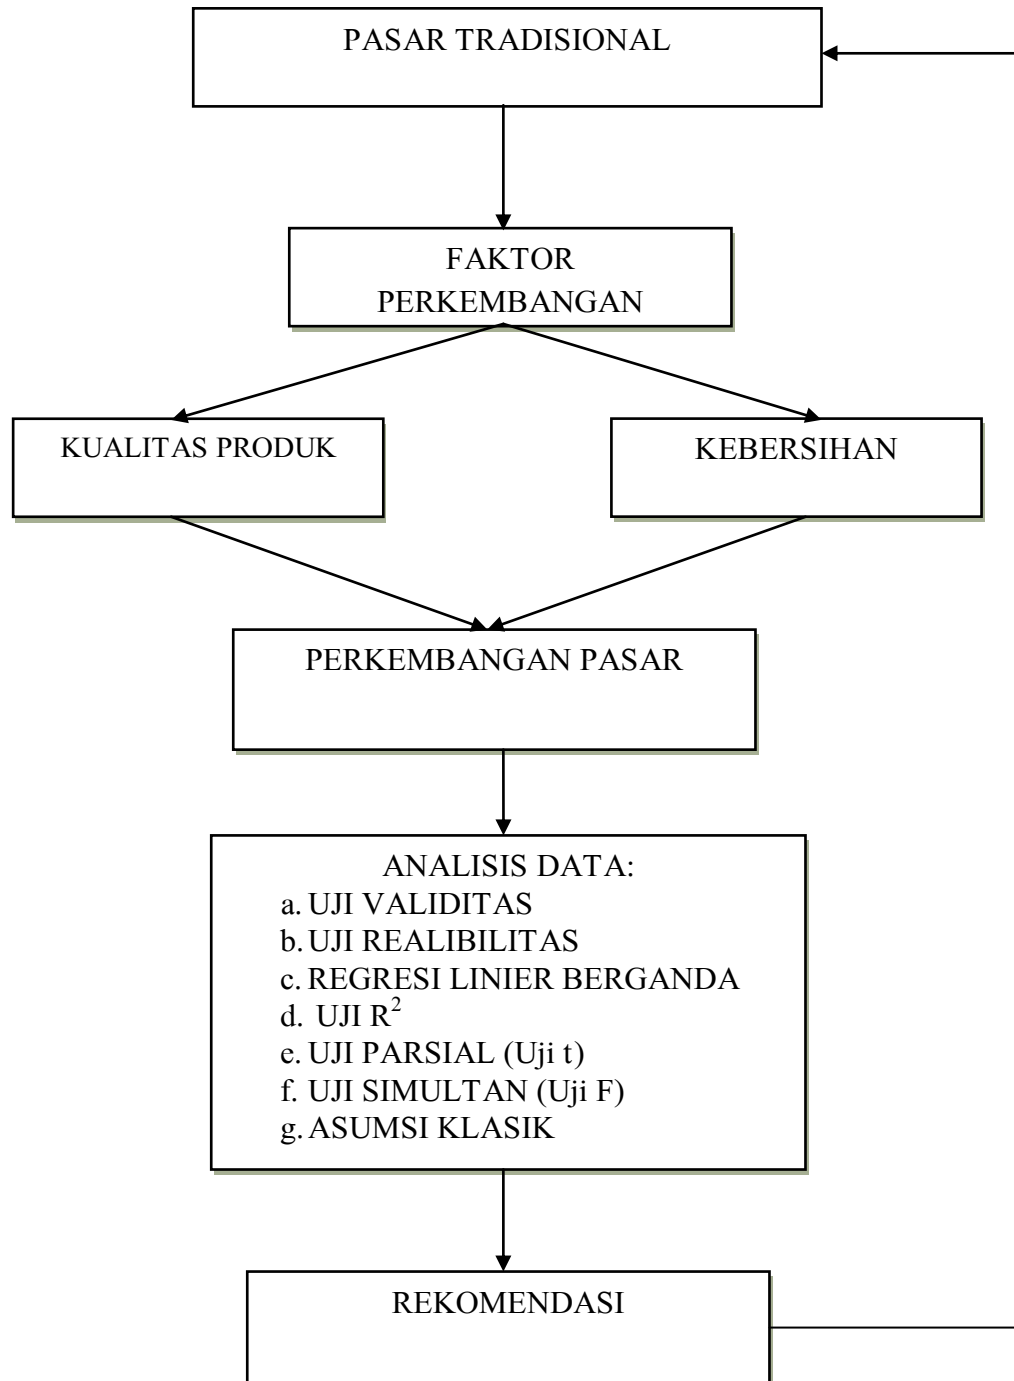 PASAR TRADISIONAL
FAKTOR
PERKEMBANGAN
KUALITAS PRODUK
KEBERSIHAN
PERKEMBANGAN PASAR
ANALISIS DATA:
a. UJI VALIDITAS
b. UJI REALIBILITAS
c. REGRESI LINIER BERGANDA
d. UJI R²
e. UJI PARSIAL (Uji t)
f. UJI SIMULTAN (Uji F)
g. ASUMSI KLASIK
REKOMENDASI